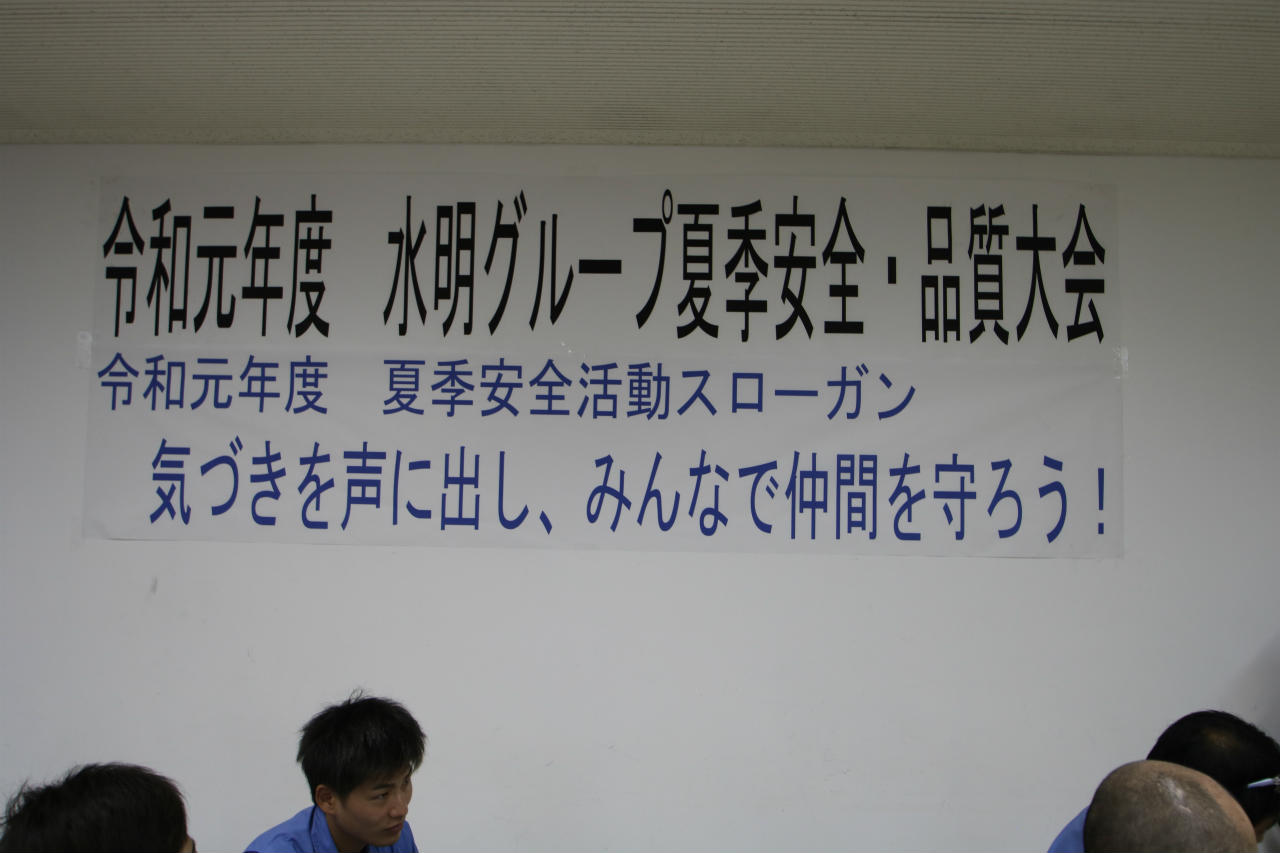 令和元年度　水明グループ夏季安全・品質大会
令和元年度　夏季安全活動スローガン
気づきを声に出し、みんなで仲間を守ろう！